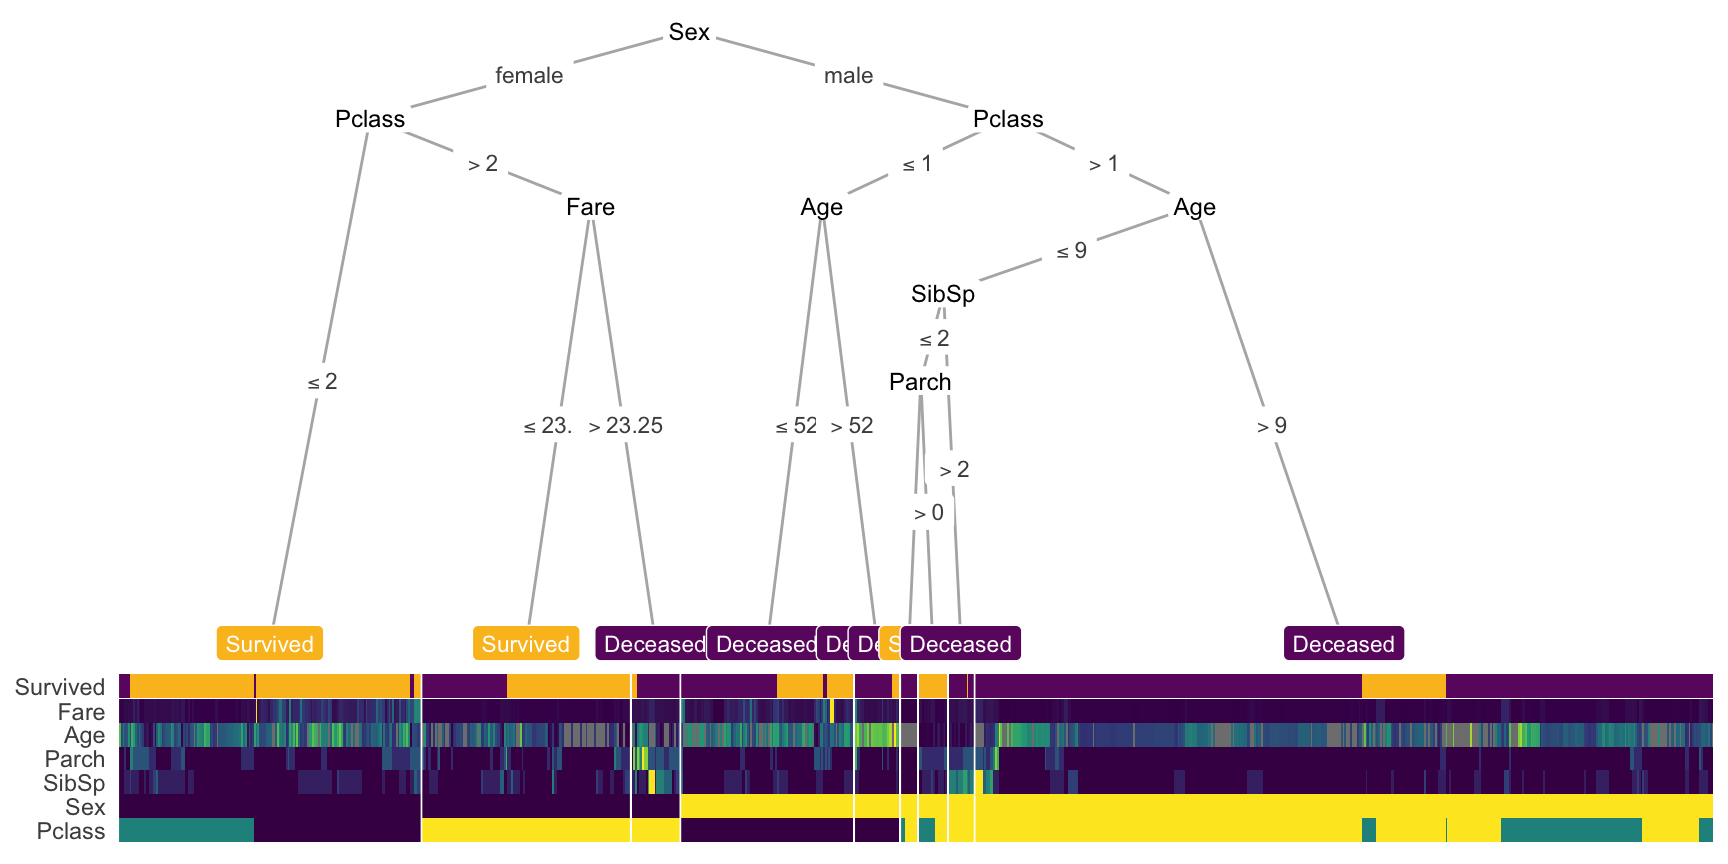 Sex
female male
Pclass Pclass
> 2 ≤ 1 > 1
Fare Age Age
≤ 9
SibSp
≤ 2
≤ 2 Parch
≤ 23. > 23.25 ≤ 52 > 52 > 9
> 2
> 0
Survived Survived Deceased Deceased De De S Deceased Deceased
Survived
Fare
Age
Parch
SibSp
Sex
Pclass